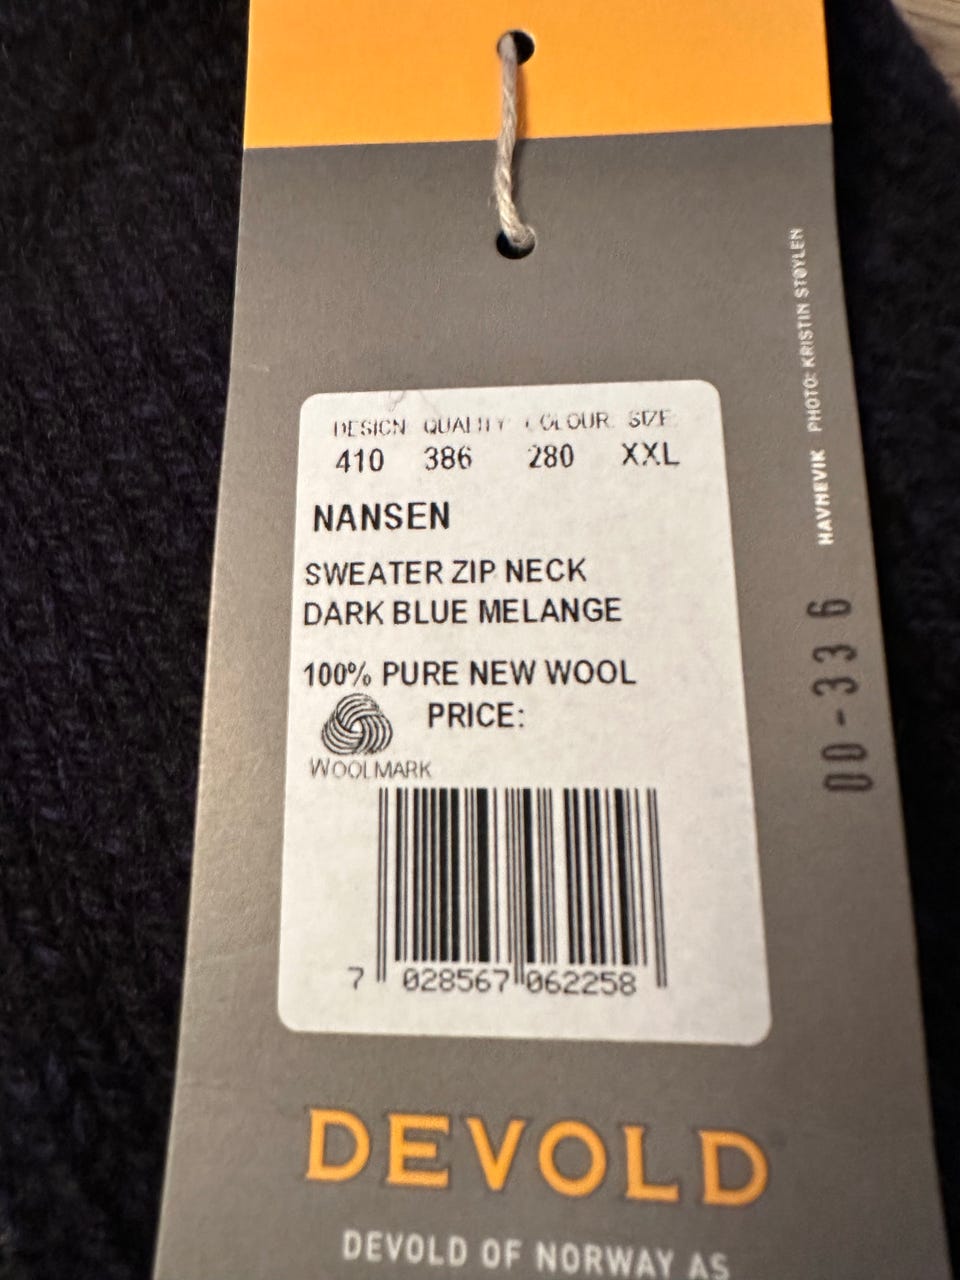 DESIGN QUALITY COLOUR SIZE
410 386 280 XXL
NANSEN
SWEATER ZIP NECK
DARK BLUE MELANGE
100% PURE NEW WOOL
PRICE:
WOOLMARK
7 028567 062258
HAVNEVIK PHOTO: KRISTIN STØYLEN
00-336
DEVOLD
DEVOLD OF NORWAY AS